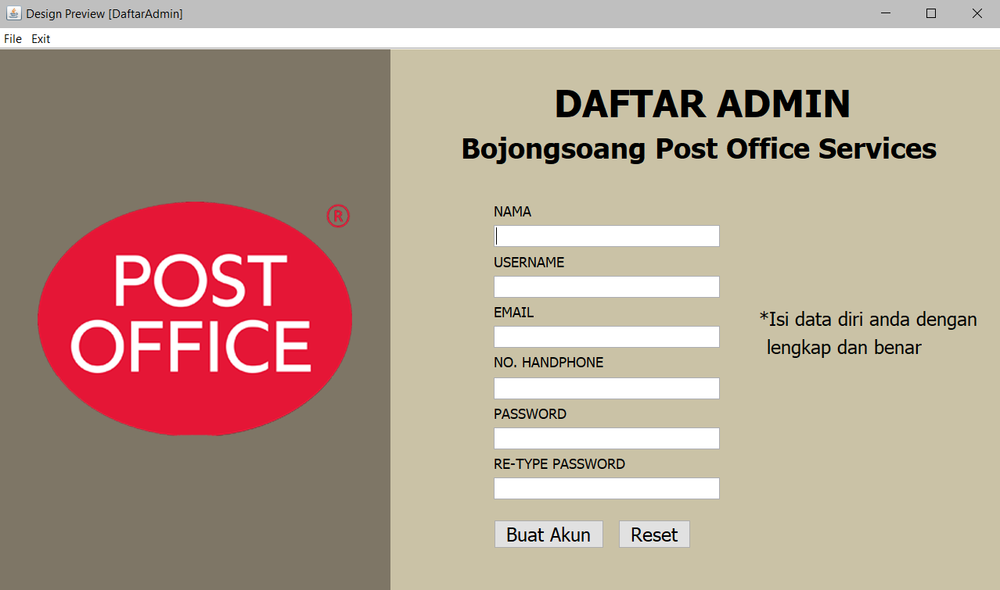 Design Preview [DaftarAdmin]
File Exit
POST
OFFICE
®
DAFTAR ADMIN
Bojongsoang Post Office Services
NAMA
USERNAME
EMAIL
NO. HANDPHONE
PASSWORD
RE-TYPE PASSWORD
*Isi data diri anda dengan
lengkap dan benar
Buat Akun Reset